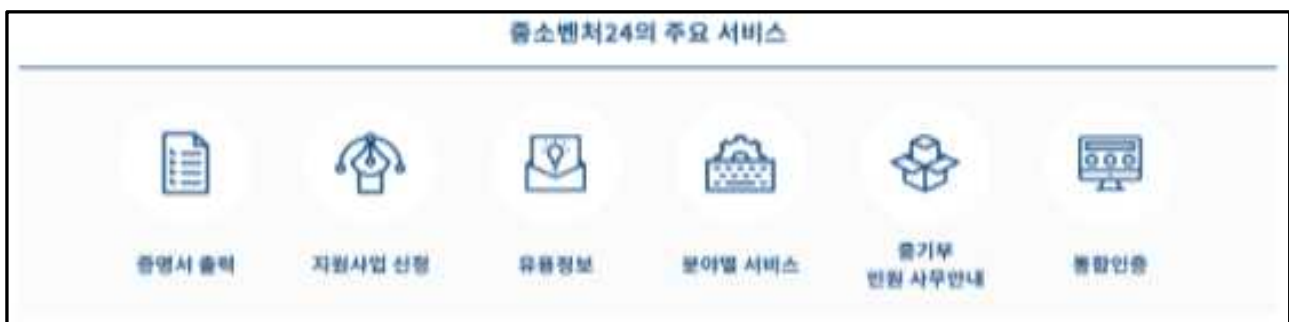 중소벤처24의 주요 서비스
증명서 출력
지원사업 신청
유용정보
분야별 서비스
중기부
민원 사무안내
통합인증